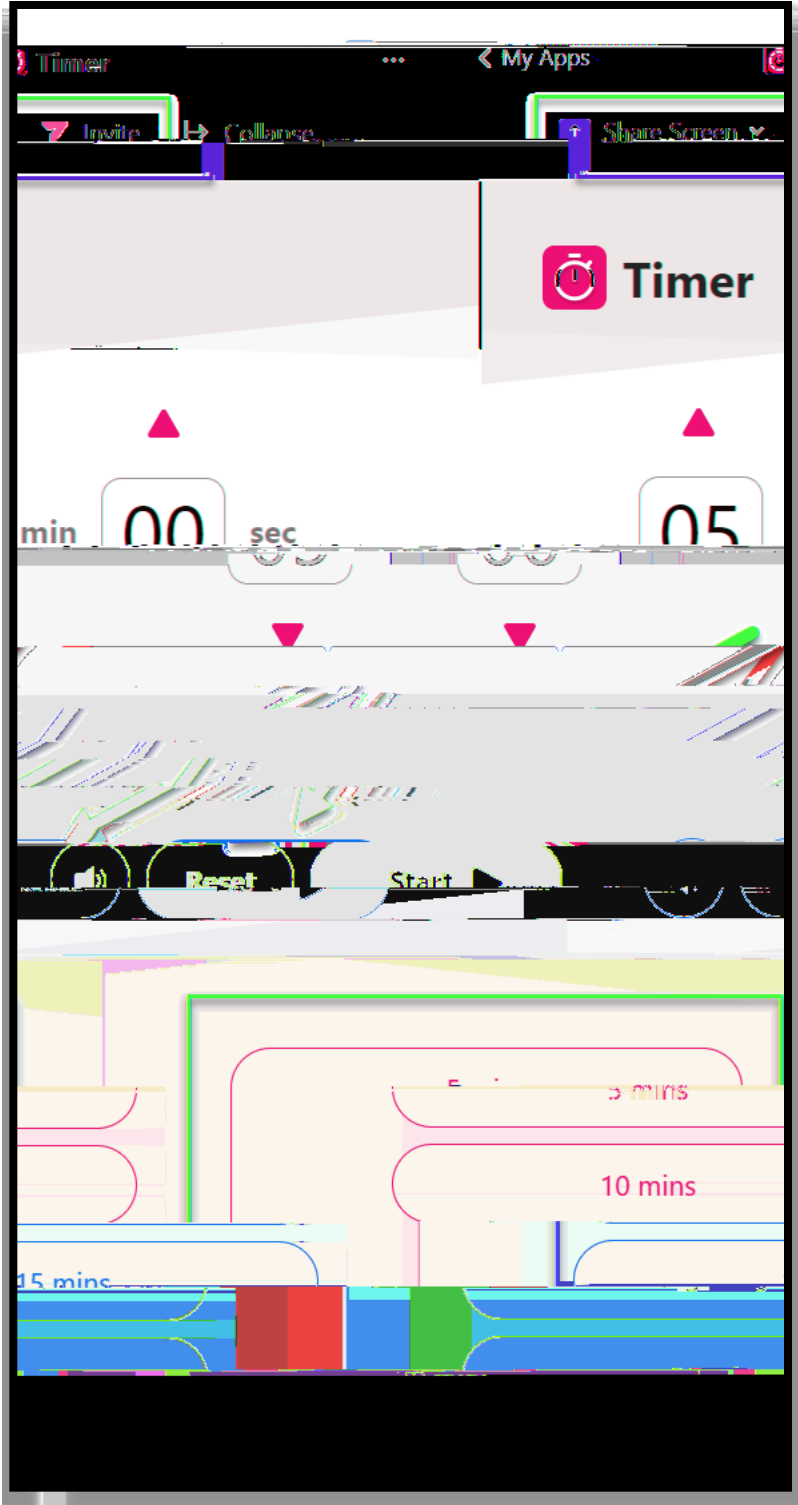 Timer
My Apps
Invite
Collapse
Share Screen
Timer
min
00
sec
05
Reset
Start
5 mins
10 mins
15 mins